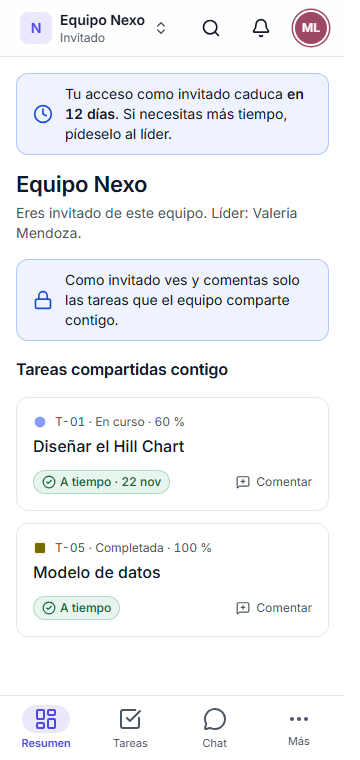 N
Equipo Nexo
Invitado
ML
Tu acceso como invitado caduca en
12 días. Si necesitas más tiempo,
pídeselo al líder.
Equipo Nexo
Eres invitado de este equipo. Líder: Valeria
Mendoza.
Como invitado ves y comentas solo
las tareas que el equipo comparte
contigo.
Tareas compartidas contigo
T-01 · En curso · 60 %
Diseñar el Hill Chart
A tiempo · 22 nov
Comentar
T-05 · Completada · 100 %
Modelo de datos
A tiempo
Comentar
Resumen
Tareas
Chat
Más